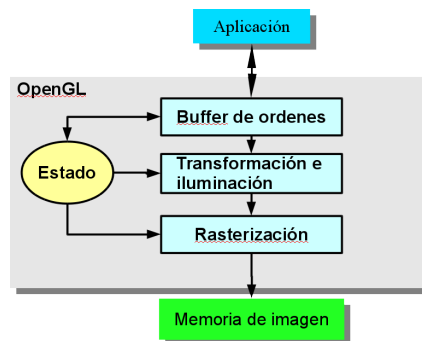 Aplicación
OpenGL
Buffer de ordenes
Estado
Transformación e
iluminación
Rasterización
Memoria de imagen